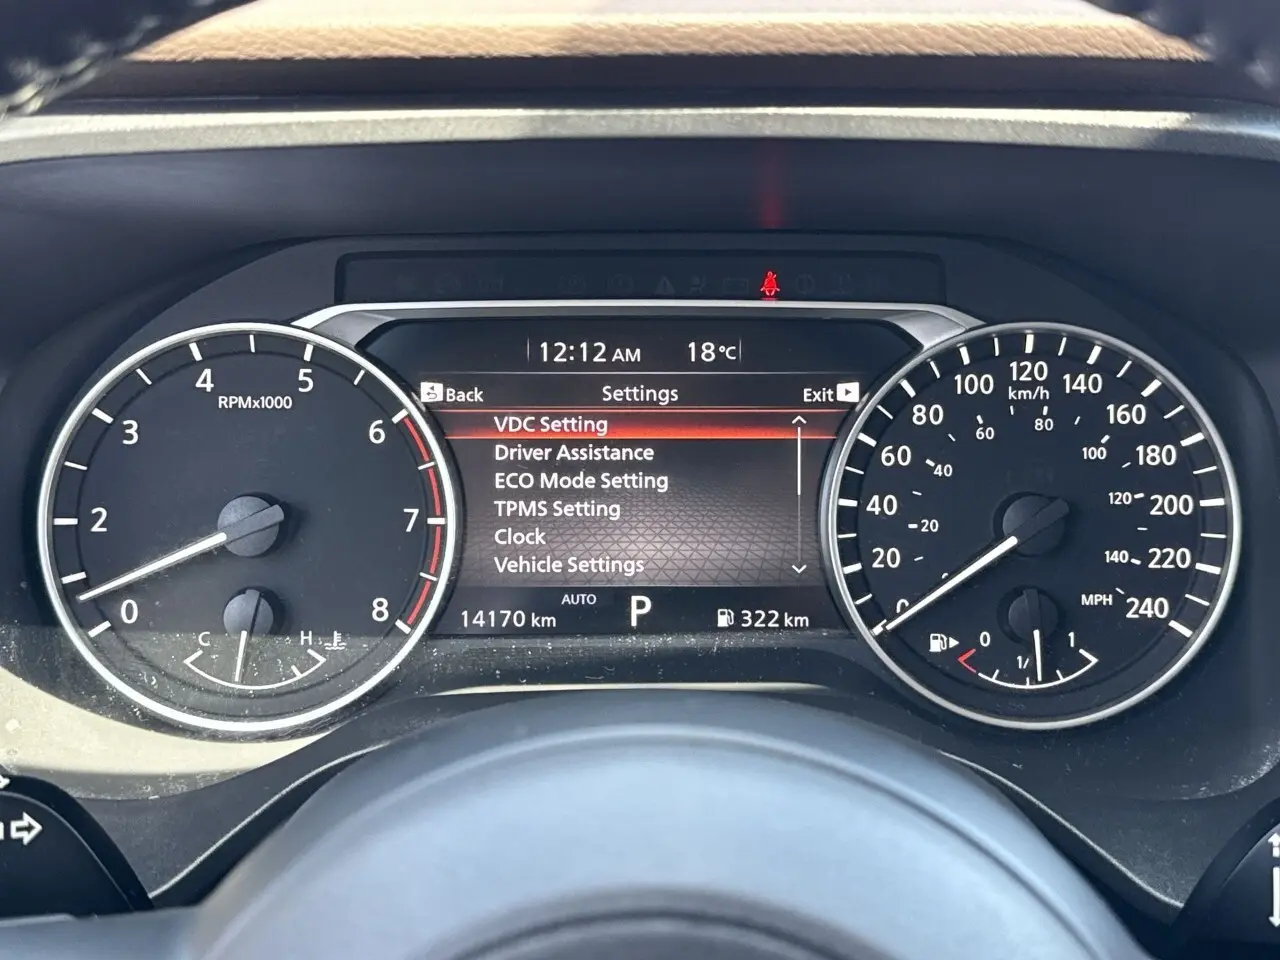 12:12 AM 18°C
Back Settings Exit
VDC Setting
Driver Assistance
ECO Mode Setting
TPMS Setting
Clock
Vehicle Settings
AUTO
14170 km P 322 km
0
2
3
4
5
6
7
8
RPMx1000
C H
0
20
40
60
80
100
120
140
160
180
200
220
240
km/h
20
40
60
80
100
120
140
MPH
0 1